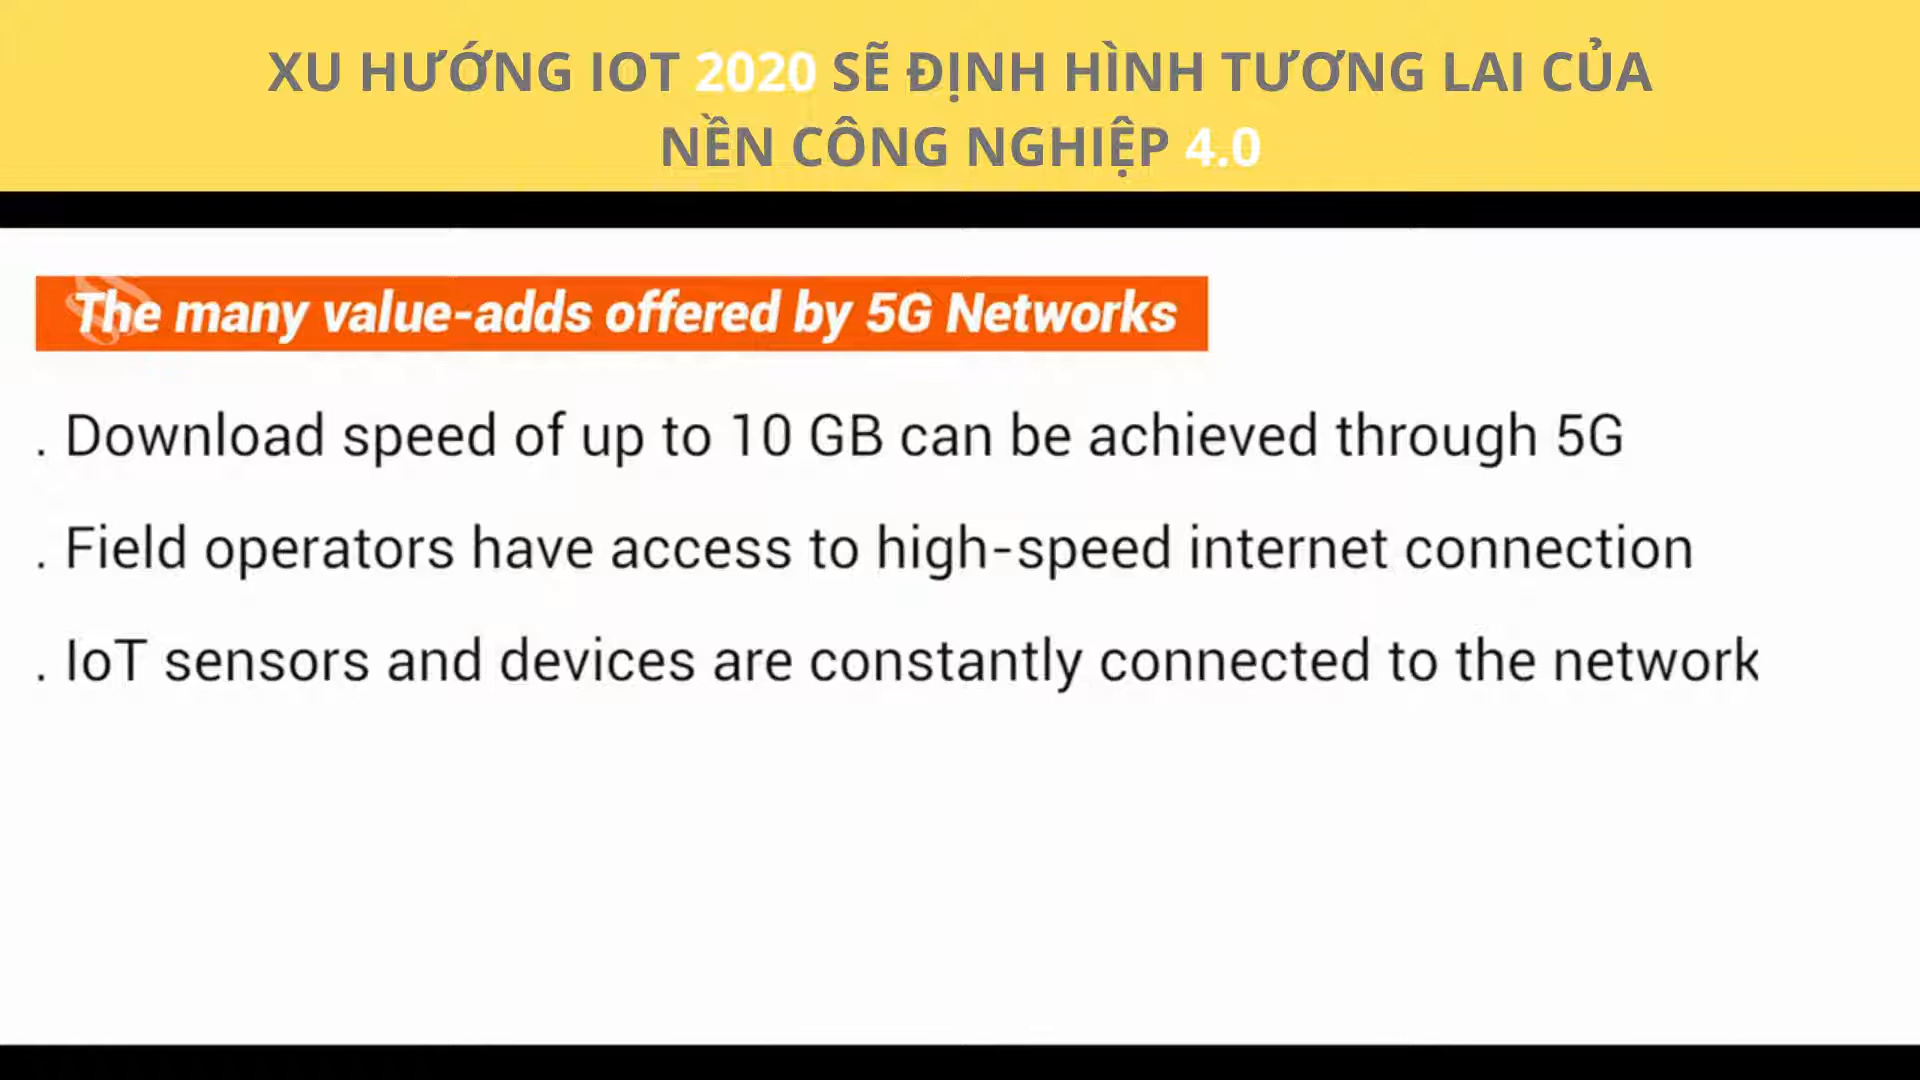 XU HƯỚNG IOT 2020 SẼ ĐỊNH HÌNH TƯƠNG LAI CỦA
NỀN CÔNG NGHIỆP 4.0
The many value-adds offered by 5G Networks
. Download speed of up to 10 GB can be achieved through 5G
. Field operators have access to high-speed internet connection
. IoT sensors and devices are constantly connected to the network